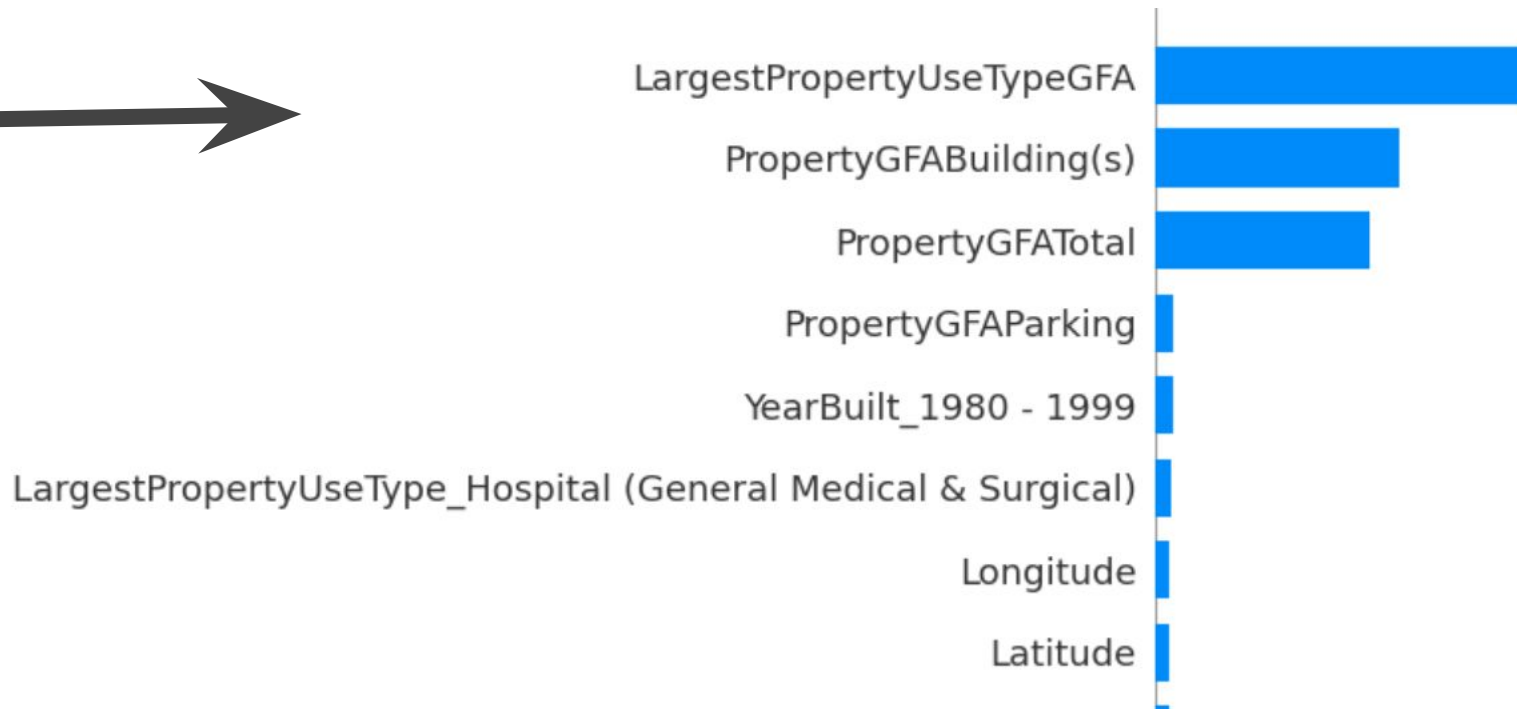 LargestPropertyUseTypeGFA
PropertyGFABuilding(s)
PropertyGFATotal
PropertyGFAParking
YearBuilt_1980 - 1999
LargestPropertyUseType_Hospital (General Medical & Surgical)
Longitude
Latitude